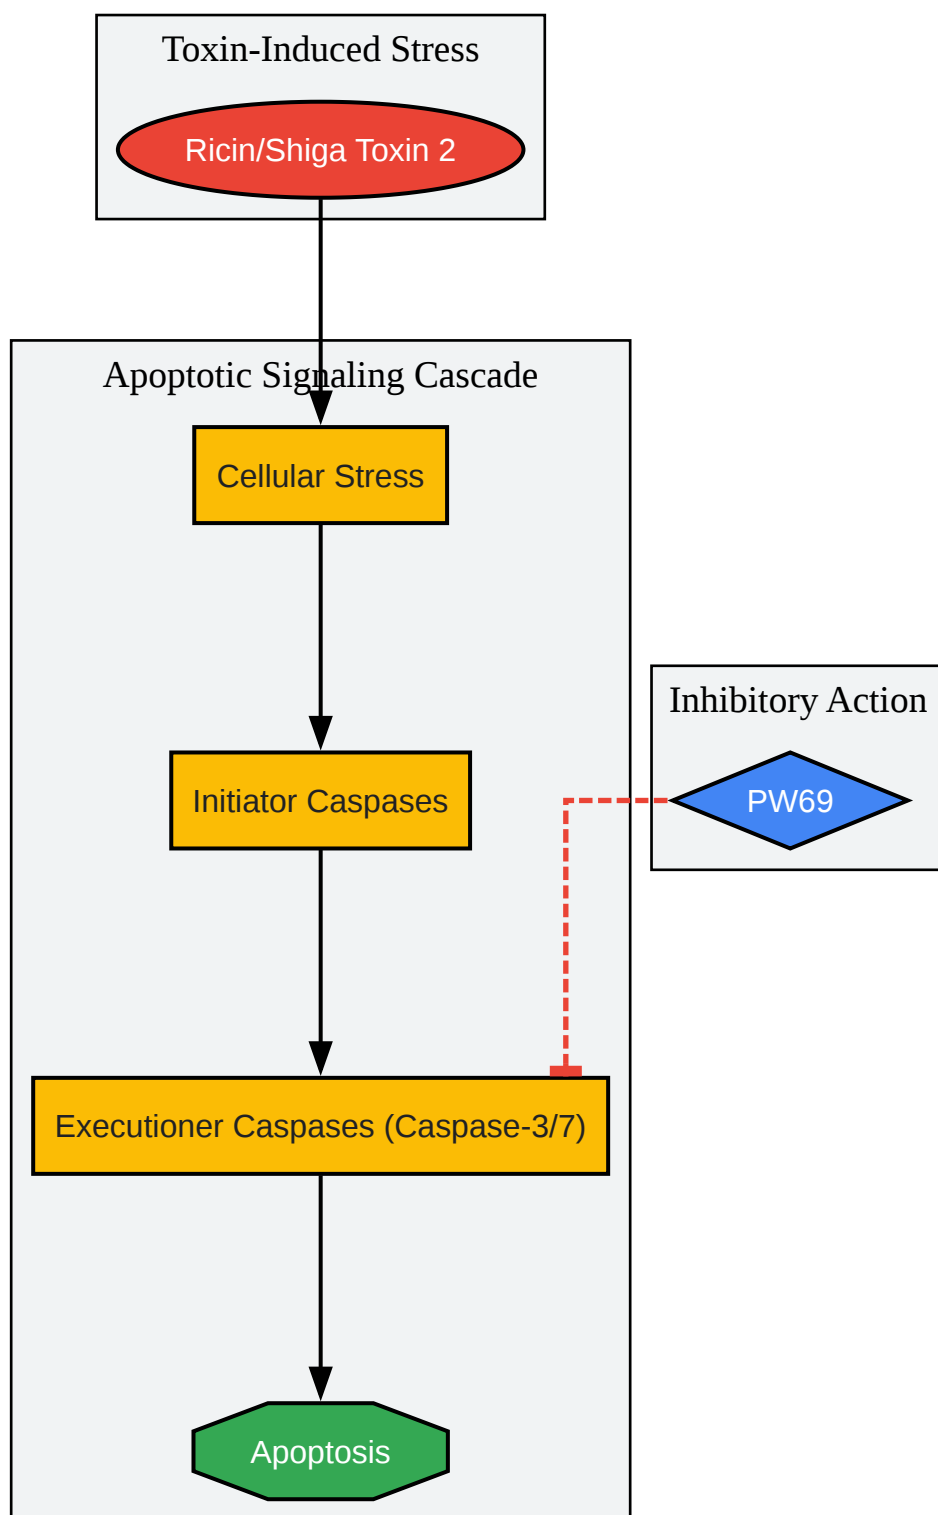 Toxin-Induced Stress
Ricin/Shiga Toxin 2
Apoptotic Signaling Cascade
Cellular Stress
Inhibitory Action
Initiator Caspases
PW69
Executioner Caspases (Caspase-3/7)
Apoptosis